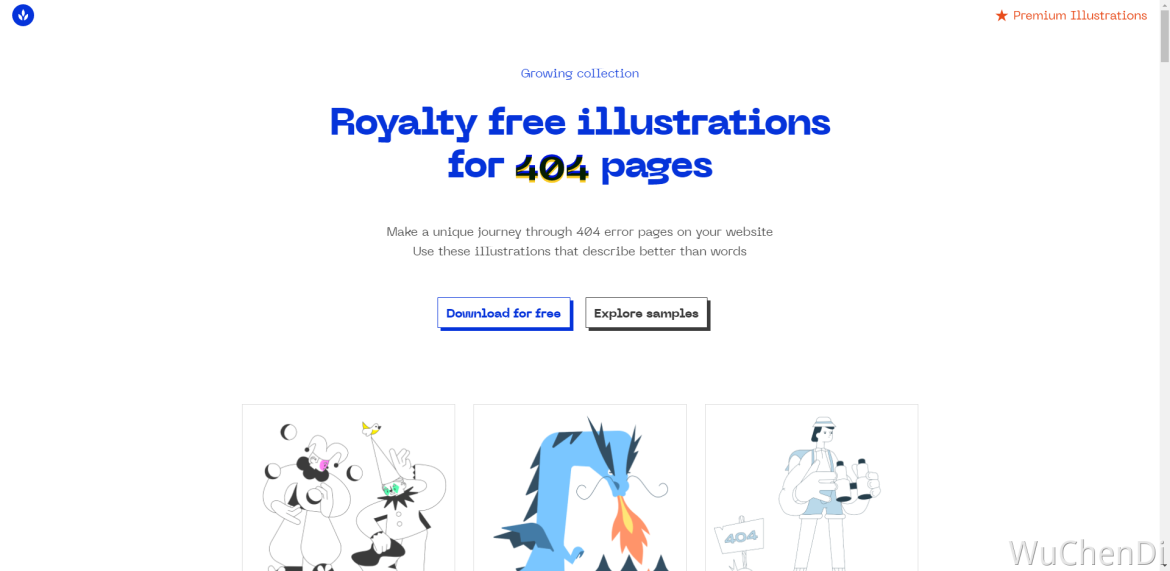 ★ Premium Illustrations
Growing collection
Royalty free illustrations
for 404 pages
Make a unique journey through 404 error pages on your website
Use these illustrations that describe better than words
Download for free
Explore samples
404
WuChenDi